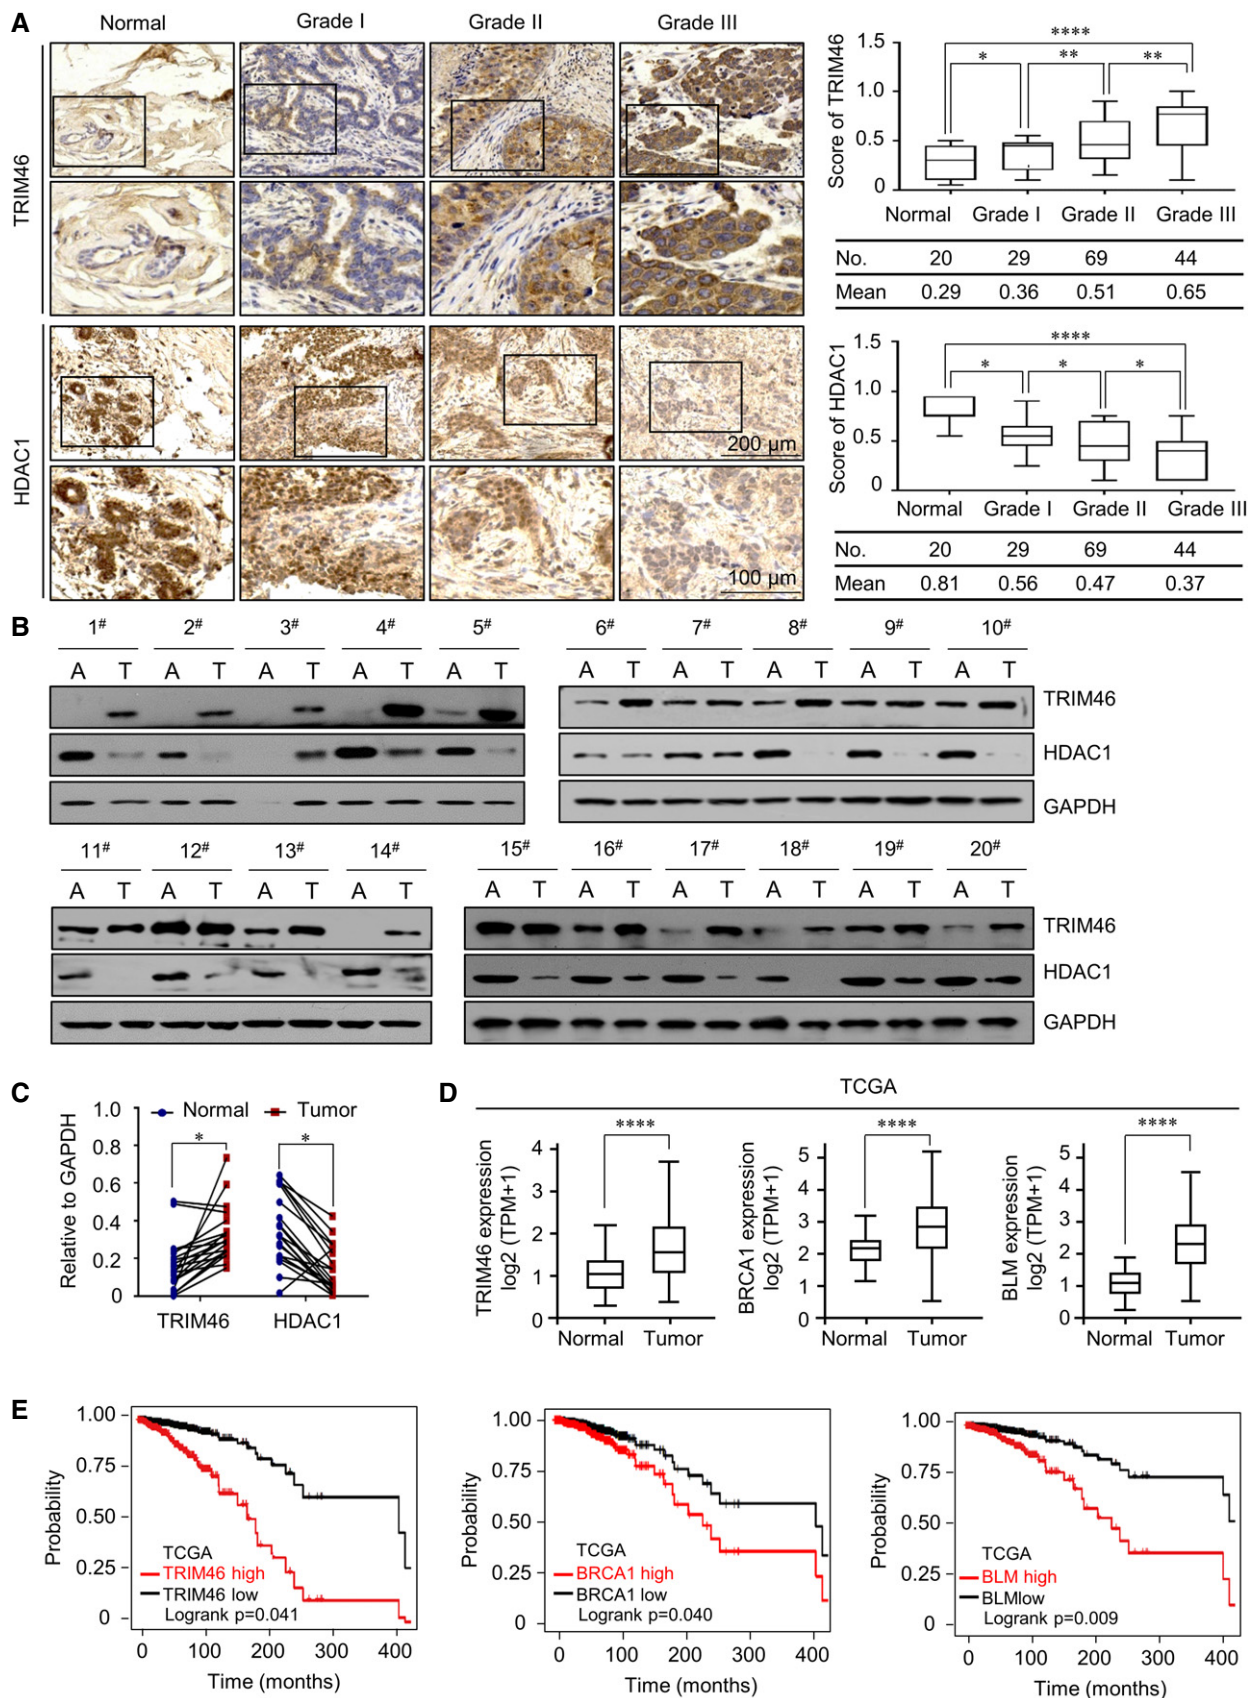 A
Normal Grade I Grade II Grade III
TRIM46
HDAC1
200 µm
100 µm
Score of TRIM46
1.5
1.0
0.5
0
* ** ** ****
Normal Grade I Grade II Grade III
No. 20 29 69 44
Mean 0.29 0.36 0.51 0.65
Score of HDAC1
1.5
1.0
0.5
0
* * * ****
Normal Grade I Grade II Grade III
No. 20 29 69 44
Mean 0.81 0.56 0.47 0.37
B
1# 2# 3# 4# 5# 6# 7# 8# 9# 10#
A T A T A T A T A T A T A T A T A T A T
TRIM46
HDAC1
GAPDH
11# 12# 13# 14# 15# 16# 17# 18# 19# 20#
A T A T A T A T A T A T A T A T A T A T
TRIM46
HDAC1
GAPDH
C
Normal Tumor
Relative to GAPDH
1.0
0.8
0.6
0.4
0.2
0
* *
TRIM46 HDAC1
D
TCGA
TRIM46 expression
log2 (TPM+1)
4
3
2
1
0
****
Normal Tumor
BRCA1 expression
log2 (TPM+1)
5
4
3
2
1
0
****
Normal Tumor
BLM expression
log2 (TPM+1)
5
4
3
2
1
0
****
Normal Tumor
E
Probability
1.00
0.75
0.50
0.25
0
TCGA
TRIM46 high
TRIM46 low
Logrank p=0.041
0 100 200 300 400
Time (months)
Probability
1.00
0.75
0.50
0.25
0
TCGA
BRCA1 high
BRCA1 low
Logrank p=0.040
0 100 200 300 400
Time (months)
Probability
1.00
0.75
0.50
0.25
0
TCGA
BLM high
BLMlow
Logrank p=0.009
0 100 200 300 400
Time (months)